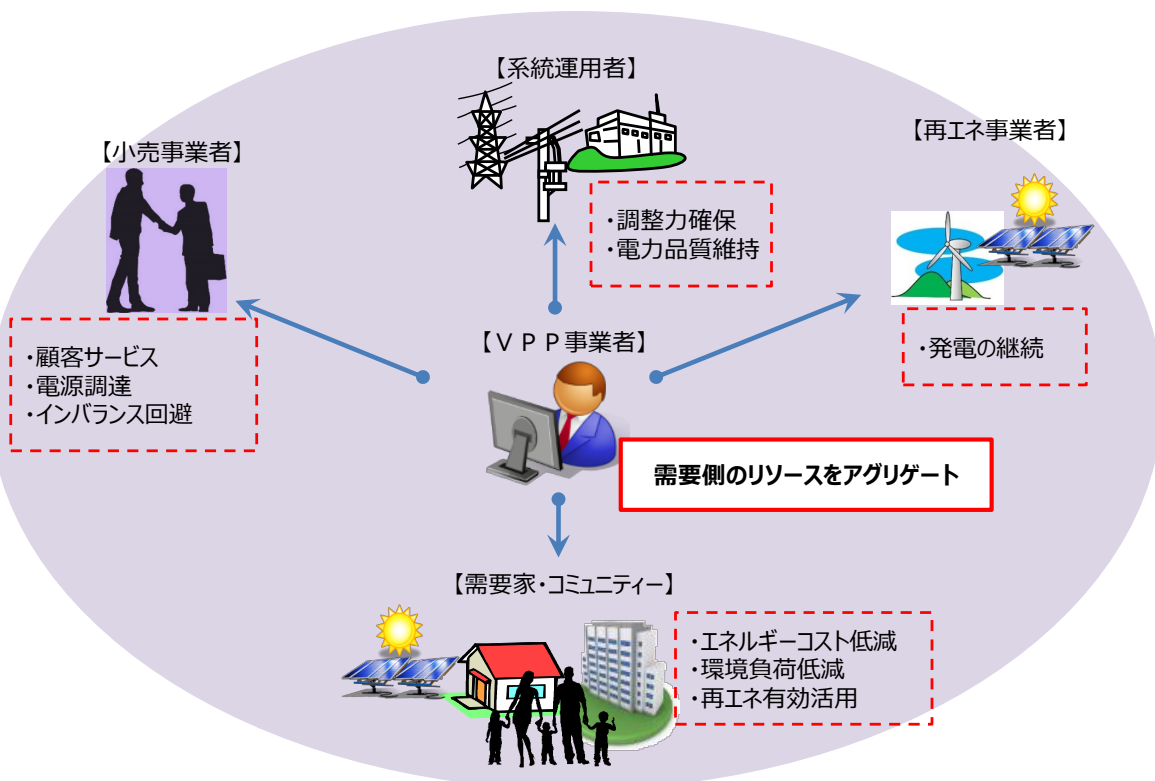 【系統運用者】
・調整力確保
・電力品質維持
【再エネ事業者】
・発電の継続
【小売事業者】
・顧客サービス
・電源調達
・インバランス回避
【ＶＰＰ事業者】
需要側のリソースをアグリゲート
【需要家・コミュニティー】
・エネルギーコスト低減
・環境負荷低減
・再エネ有効活用